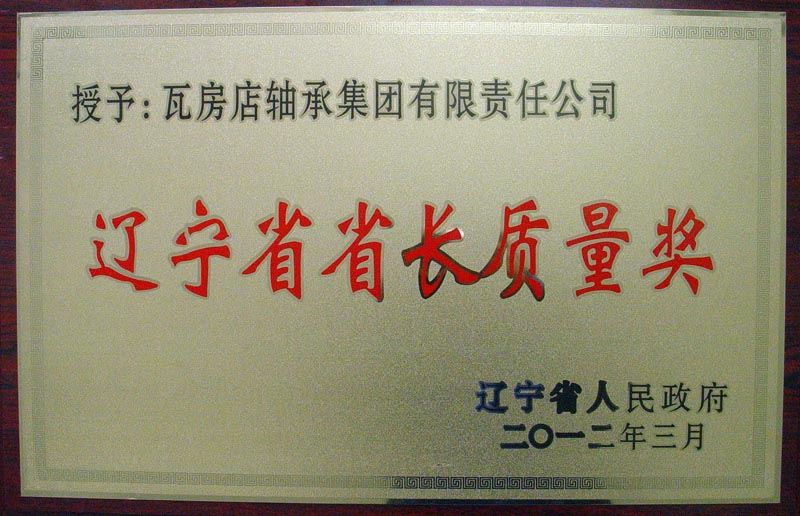 授予：瓦房店轴承集团有限责任公司
辽宁省省长质量奖
辽宁省人民政府
二〇一二年三月